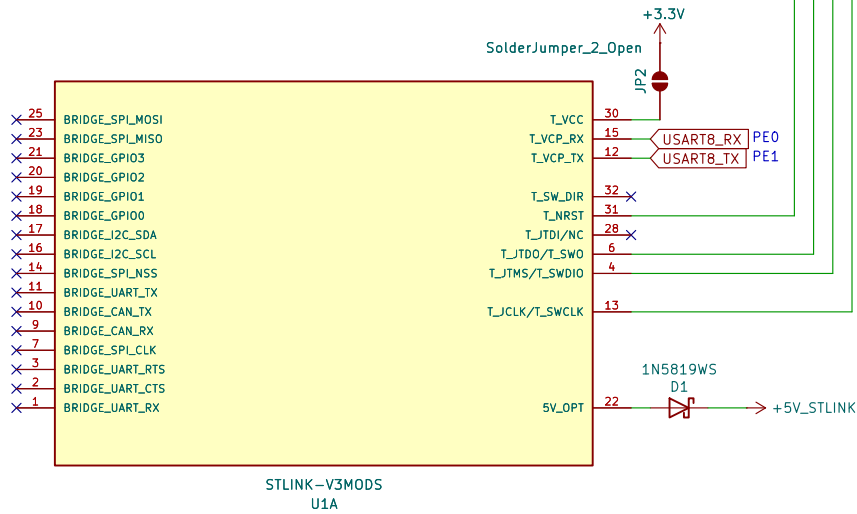 +3.3V
SolderJumper_2_Open
JP2
25 BRIDGE_SPI_MOSI
23 BRIDGE_SPI_MISO
21 BRIDGE_GPIO3
20 BRIDGE_GPIO2
19 BRIDGE_GPIO1
18 BRIDGE_GPIO0
17 BRIDGE_I2C_SDA
16 BRIDGE_I2C_SCL
14 BRIDGE_SPI_NSS
11 BRIDGE_UART_TX
10 BRIDGE_CAN_TX
9 BRIDGE_CAN_RX
7 BRIDGE_SPI_CLK
3 BRIDGE_UART_RTS
2 BRIDGE_UART_CTS
1 BRIDGE_UART_RX
T_VCC 30
T_VCP_RX 15 USART8_RX PE0
T_VCP_TX 12 USART8_TX PE1
T_SW_DIR 32
T_NRST 31
T_JTDI/NC 28
T_JTDO/T_SWO 6
T_JTMS/T_SWDIO 4
T_JCLK/T_SWCLK 13
1N5819WS
D1
5V_OPT 22 +5V_STLINK
STLINK-V3MODS
U1A